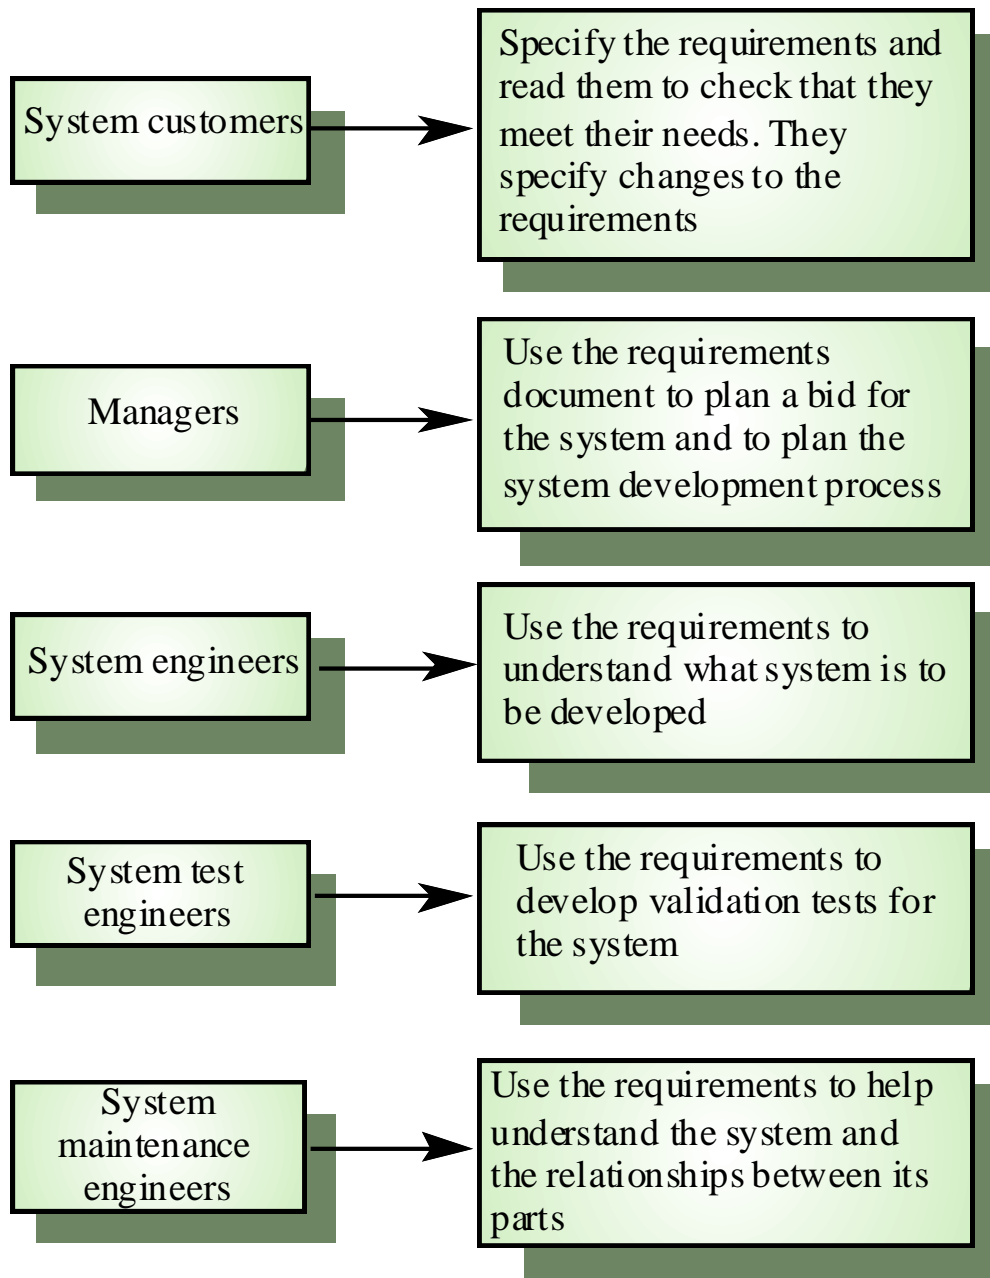 System customers
Specify the requirements and
read them to check that they
meet their needs. They
specify changes to the
requirements
Managers
Use the requirements
document to plan a bid for
the system and to plan the
system development process
System engineers
Use the requirements to
understand what system is to
be developed
System test
engineers
Use the requirements to
develop validation tests for
the system
System
maintenance
engineers
Use the requirements to help
understand the system and
the relationships between its
parts